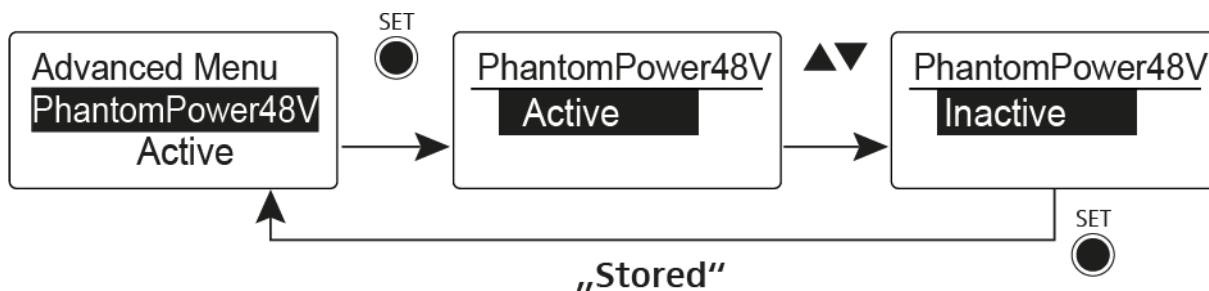 SET
Advanced Menu
PhantomPower48V
Active
PhantomPower48V
Active
PhantomPower48V
Inactive
SET
„Stored“